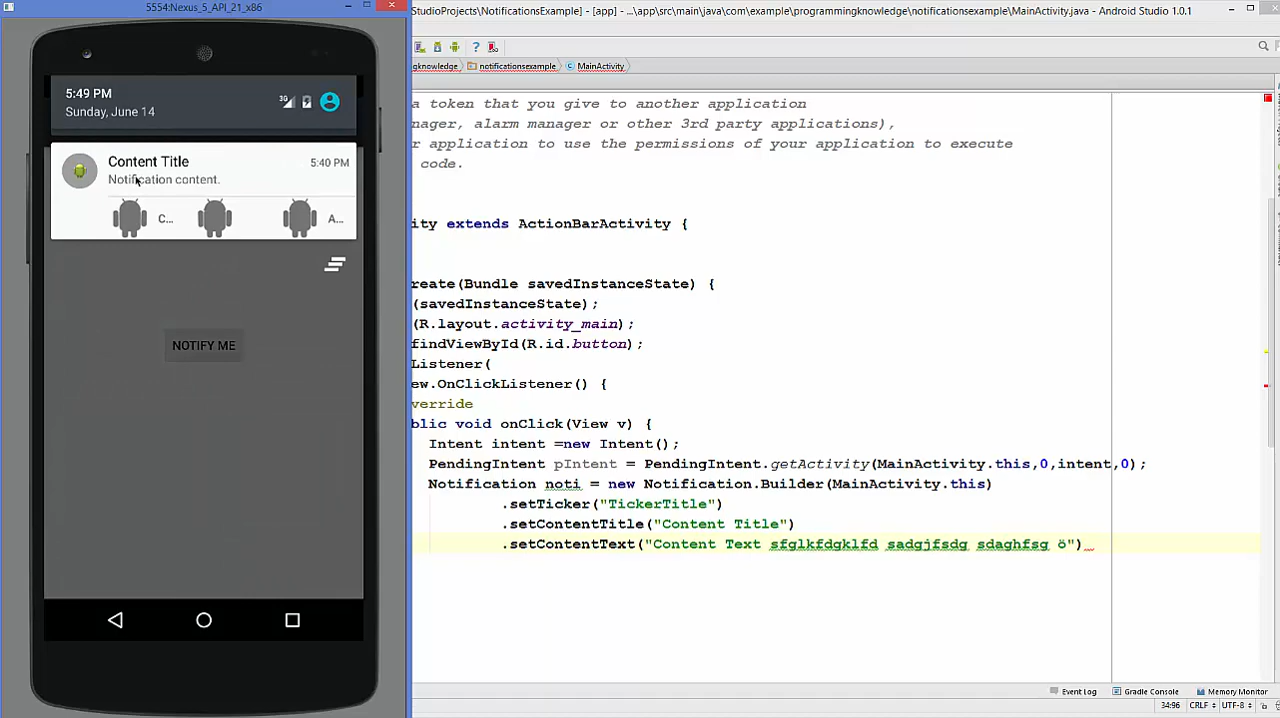 5554:Nexus_5_API_21_x86
StudioProjects\NotificationsExample] - [app] - ...\app\src\main\java\com\example\programmingknowledge\notificationsexample\MainActivity.java - Android Studio 1.0.1
gknowledge notificationsexample MainActivity
5:49 PM
Sunday, June 14
3G
Content Title 5:40 PM
Notification content.
C... A...
NOTIFY ME
a token that you give to another application
nager, alarm manager or other 3rd party applications),
r application to use the permissions of your application to execute
code.
ity extends ActionBarActivity {
reate(Bundle savedInstanceState) {
(savedInstanceState);
(R.layout.activity_main);
findViewById(R.id.button);
Listener(
ew.OnClickListener() {
verride
blic void onClick(View v) {
Intent intent =new Intent();
PendingIntent pIntent = PendingIntent.getActivity(MainActivity.this,0,intent,0);
Notification noti = new Notification.Builder(MainActivity.this)
.setTicker("TickerTitle")
.setContentTitle("Content Title")
.setContentText("Content Text sfglkfdgklfd sadgjfsdg sdaghfsg ö")
Event Log Gradle Console Memory Monitor
34:96 CRLF UTF-8